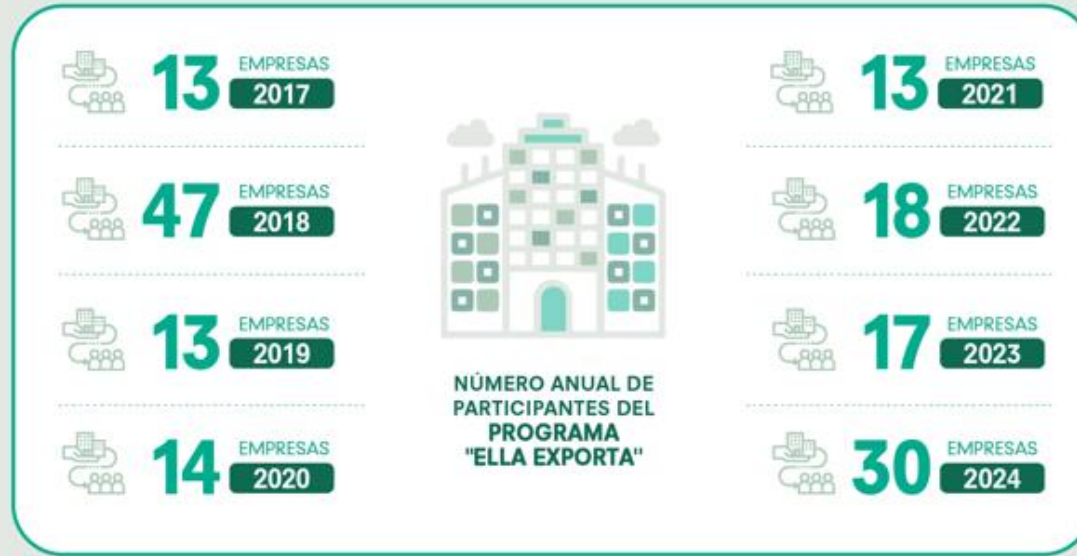 13 EMPRESAS
2017
47 EMPRESAS
2018
13 EMPRESAS
2019
14 EMPRESAS
2020
NÚMERO ANUAL DE
PARTICIPANTES DEL
PROGRAMA
"ELLA EXPORTA"
13 EMPRESAS
2021
18 EMPRESAS
2022
17 EMPRESAS
2023
30 EMPRESAS
2024